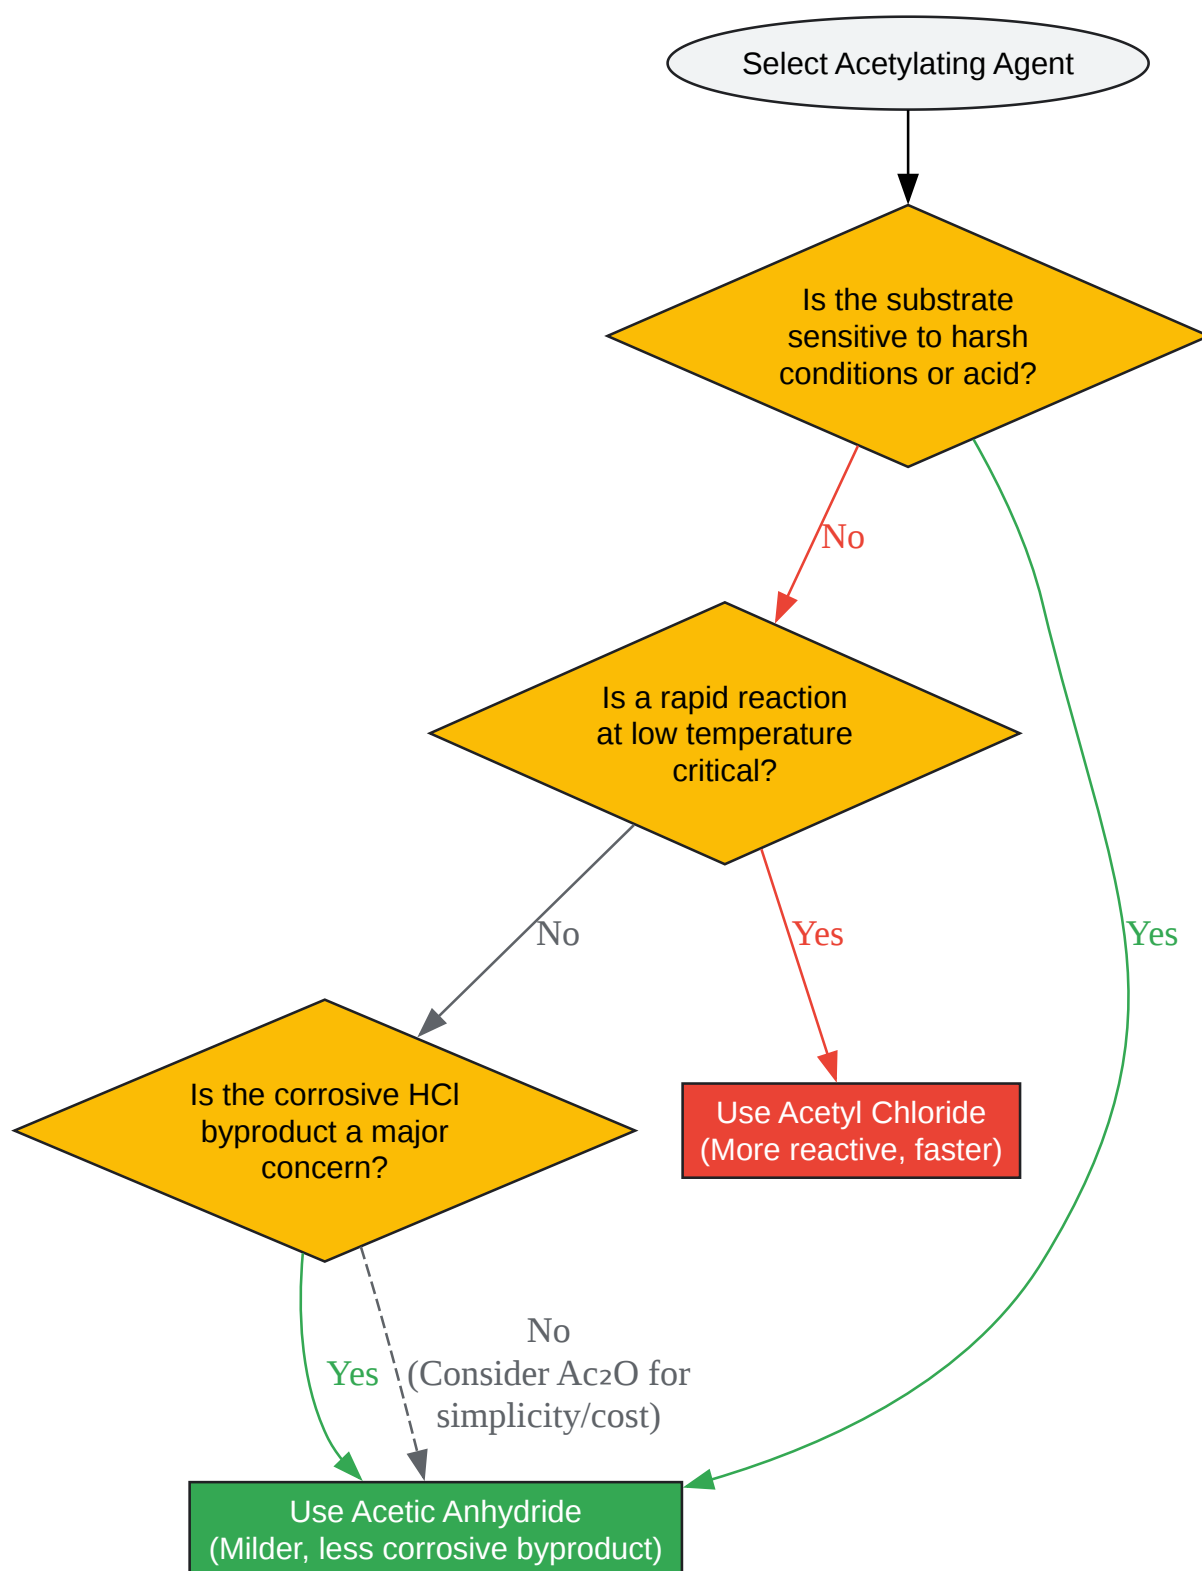 Select Acetylating Agent
Is the substrate
sensitive to harsh
conditions or acid?
No
Is a rapid reaction
at low temperature
critical?
No
Yes
Yes
Is the corrosive HCl
byproduct a major
concern?
Use Acetyl Chloride
(More reactive, faster)
Yes
No
(Consider Ac₂O for
simplicity/cost)
Use Acetic Anhydride
(Milder, less corrosive byproduct)